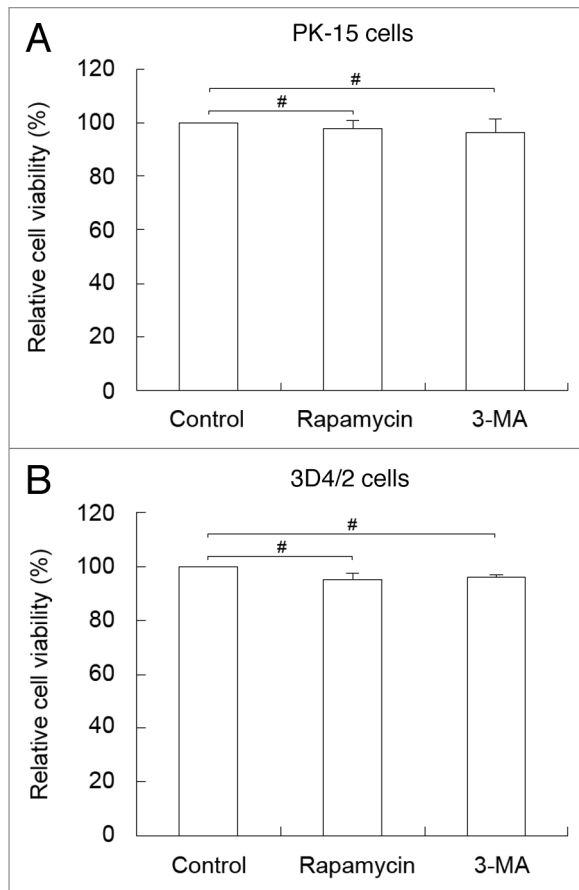 A
PK-15 cells
Relative cell viability (%)
120
100
80
60
40
20
0
#
#
Control
Rapamycin
3-MA
B
3D4/2 cells
Relative cell viability (%)
120
100
80
60
40
20
0
#
#
Control
Rapamycin
3-MA